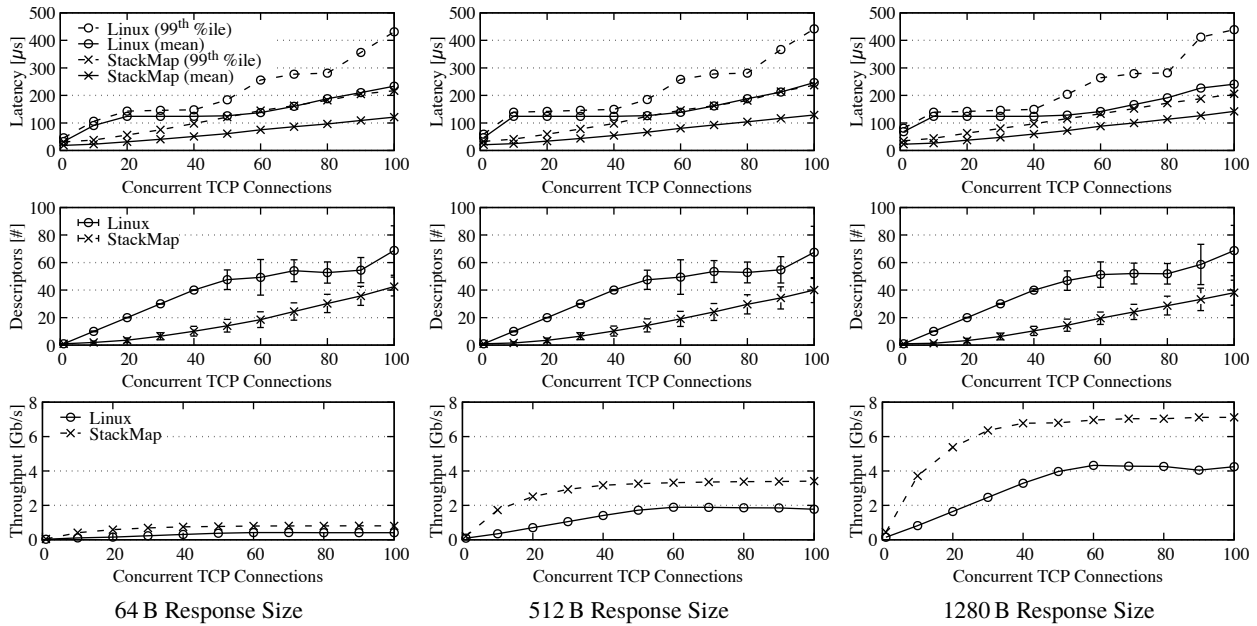 500
400
300
200
100
0
Latency [µs]
Linux (99th %ile)
Linux (mean)
StackMap (99th %ile)
StackMap (mean)
0 20 40 60 80 100
Concurrent TCP Connections
500
400
300
200
100
0
Latency [µs]
0 20 40 60 80 100
Concurrent TCP Connections
500
400
300
200
100
0
Latency [µs]
0 20 40 60 80 100
Concurrent TCP Connections
100
80
60
40
20
0
Descriptors [#]
Linux
StackMap
0 20 40 60 80 100
Concurrent TCP Connections
100
80
60
40
20
0
Descriptors [#]
0 20 40 60 80 100
Concurrent TCP Connections
100
80
60
40
20
0
Descriptors [#]
0 20 40 60 80 100
Concurrent TCP Connections
8
6
4
2
0
Throughput [Gb/s]
Linux
StackMap
0 20 40 60 80 100
Concurrent TCP Connections
64 B Response Size
8
6
4
2
0
Throughput [Gb/s]
0 20 40 60 80 100
Concurrent TCP Connections
512 B Response Size
8
6
4
2
0
Throughput [Gb/s]
0 20 40 60 80 100
Concurrent TCP Connections
1280 B Response Size